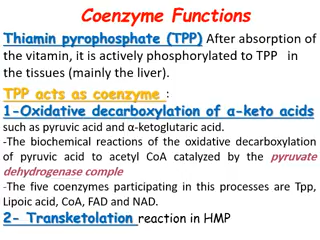 Coenzyme Functions
Thiamin pyrophosphate (TPP) After absorption of
the vitamin, it is actively phosphorylated to TPP in
the tissues (mainly the liver).
TPP acts as coenzyme :
1-Oxidative decarboxylation of α-keto acids
such as pyruvic acid and α-ketoglutaric acid.
-The biochemical reactions of the oxidative decarboxylation
of pyruvic acid to acetyl CoA catalyzed by the pyruvate
dehydrogenase comple
-The five coenzymes participating in this processes are Tpp,
Lipoic acid, CoA, FAD and NAD.
2- Transketolation reaction in HMP